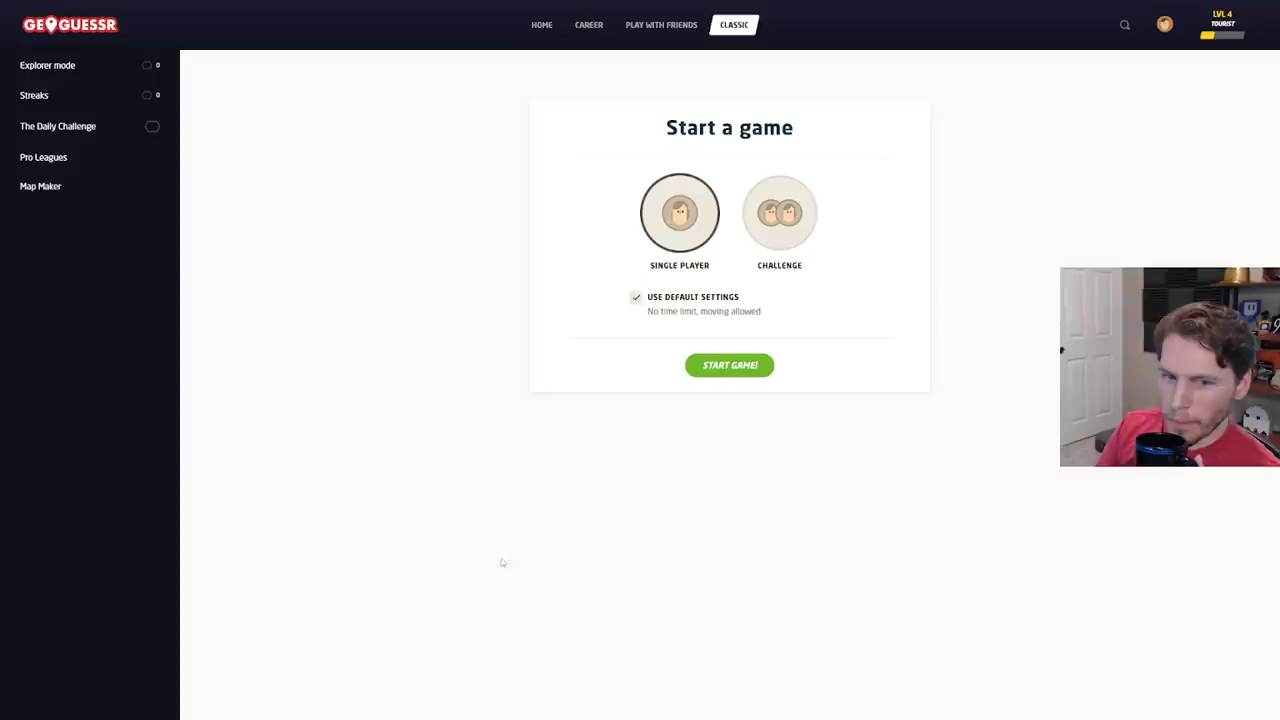 GEOGUESSR
HOME
CAREER
PLAY WITH FRIENDS
CLASSIC
LVL 4
TOURIST
Explorer mode
0
Streaks
0
The Daily Challenge
Pro Leagues
Map Maker
Start a game
SINGLE PLAYER
CHALLENGE
USE DEFAULT SETTINGS
No time limit, moving allowed
START GAME!